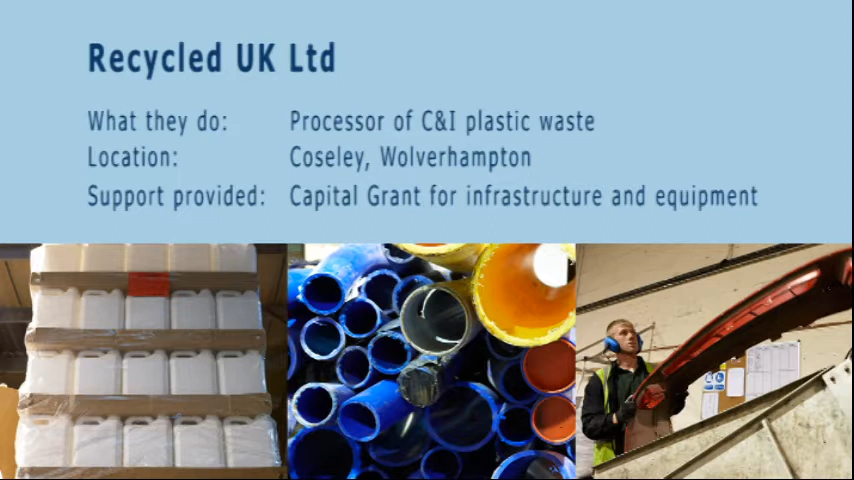 Recycled UK Ltd
What they do: Processor of C&I plastic waste
Location: Coseley, Wolverhampton
Support provided: Capital Grant for infrastructure and equipment